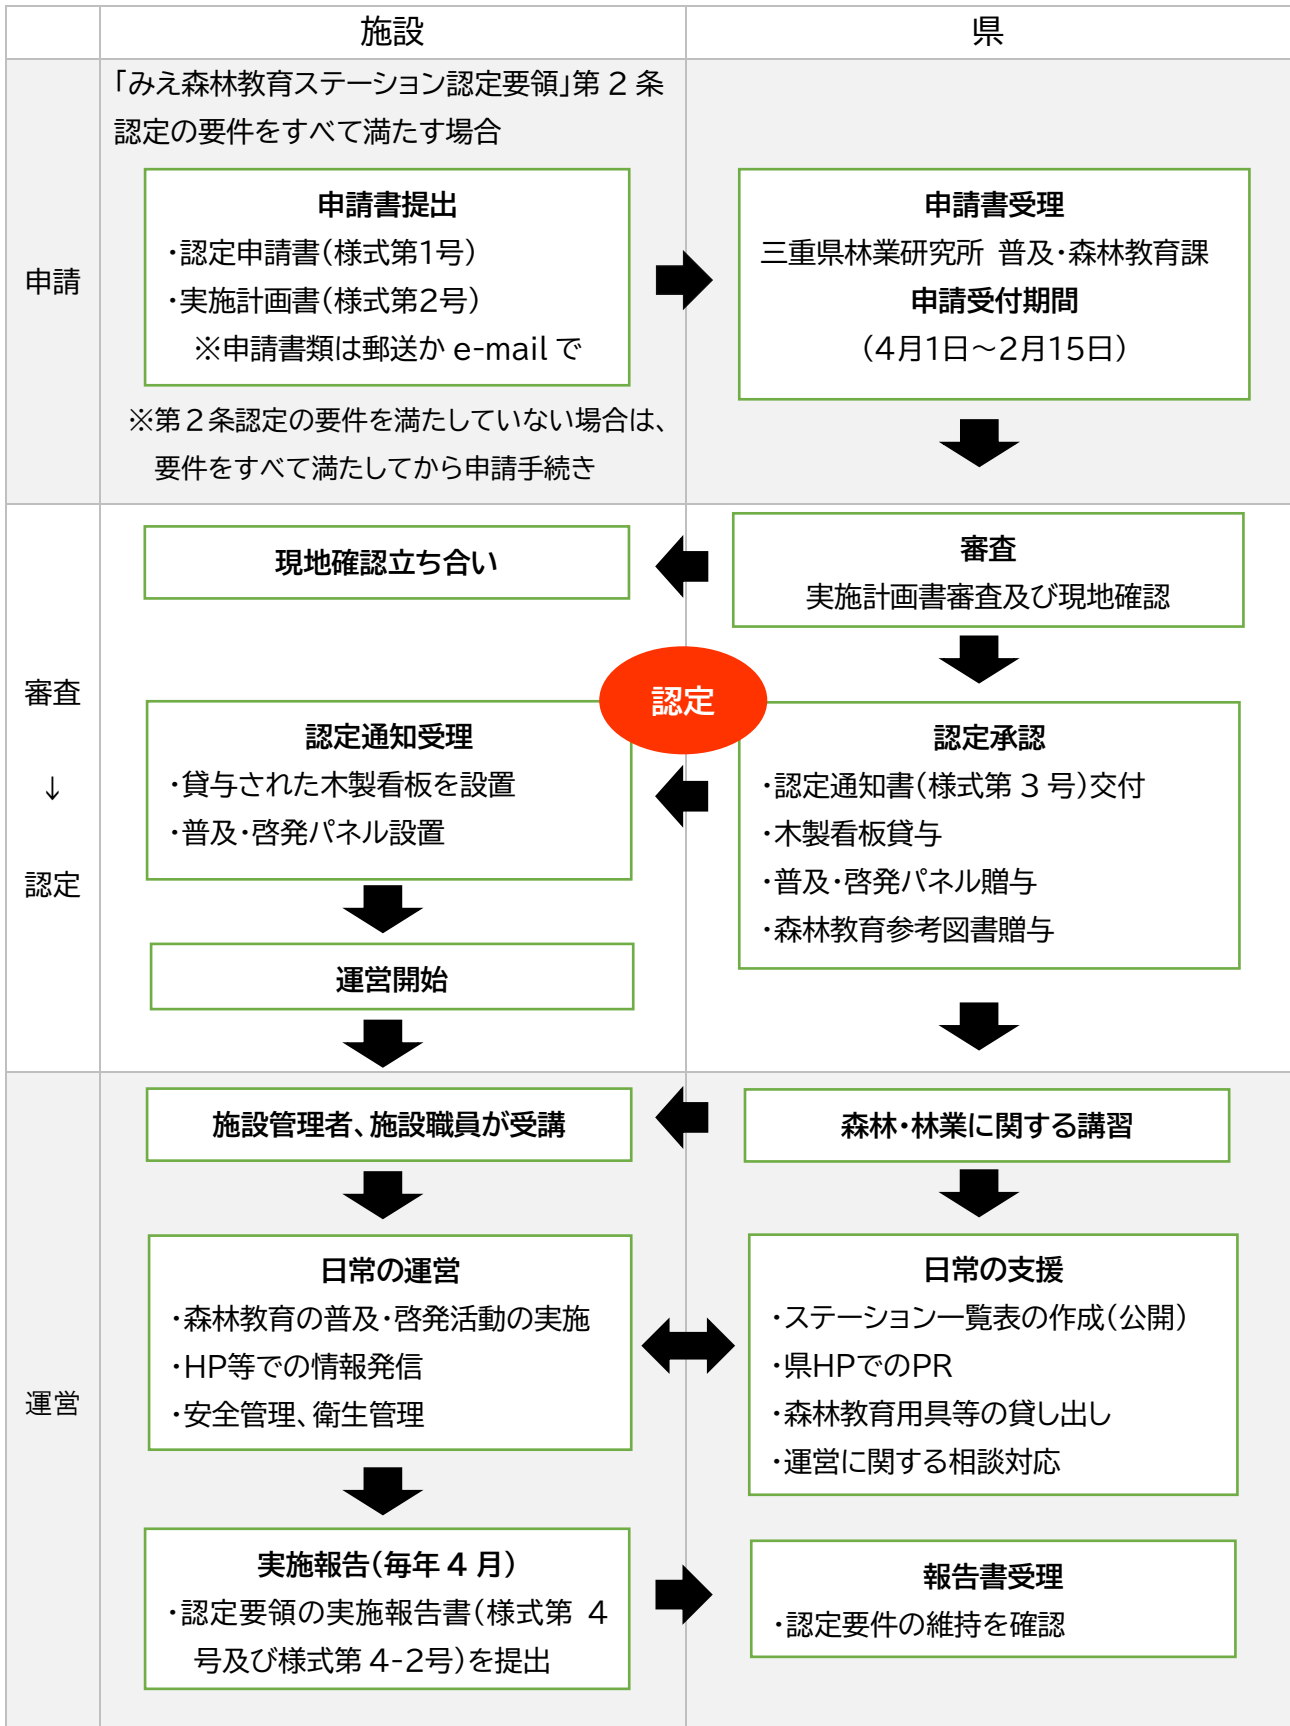 施設
県
申請
「みえ森林教育ステーション認定要領」第２条
認定の要件をすべて満たす場合
申請書提出
・認定申請書(様式第1号)
・実施計画書(様式第2号)
※申請書類は郵送か e-mail で
※第２条認定の要件を満たしていない場合は、
要件をすべて満たしてから申請手続き
申請書受理
三重県林業研究所 普及・森林教育課
申請受付期間
(4月1日～2月15日)
審査
↓
認定
現地確認立ち合い
審査
実施計画書審査及び現地確認
認定
認定通知受理
・貸与された木製看板を設置
・普及・啓発パネル設置
認定承認
・認定通知書(様式第 3 号)交付
・木製看板貸与
・普及・啓発パネル贈与
・森林教育参考図書贈与
運営開始
運営
施設管理者、施設職員が受講
森林・林業に関する講習
日常の運営
・森林教育の普及・啓発活動の実施
・HP等での情報発信
・安全管理、衛生管理
日常の支援
・ステーション一覧表の作成(公開)
・県HPでのPR
・森林教育用具等の貸し出し
・運営に関する相談対応
実施報告(毎年 4 月)
・認定要領の実施報告書(様式第 4
号及び様式第 4-2号)を提出
報告書受理
・認定要件の維持を確認